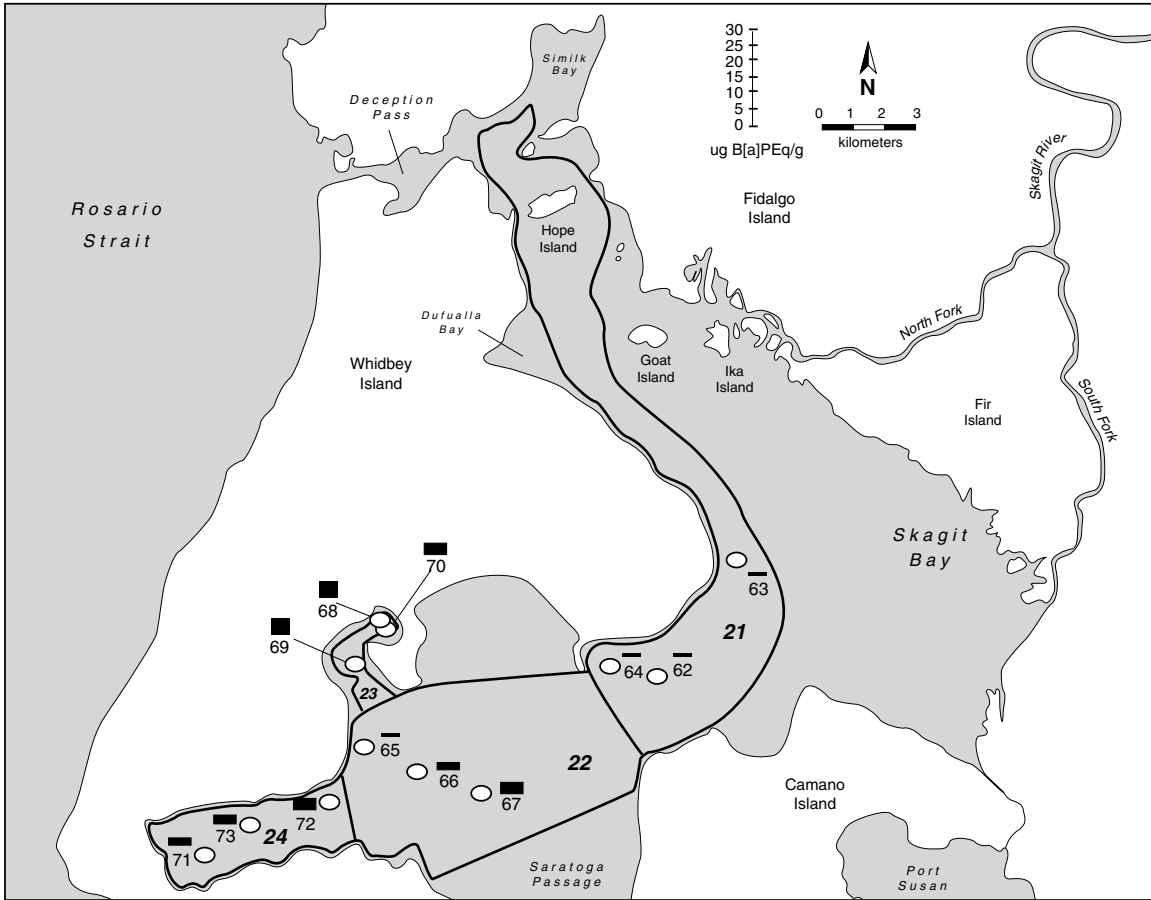 30
25
20
15
10
5
0
ug B[a]PEq/g
N
0 1 2 3
kilometers
Similk
Bay
Deception
Pass
Skagit River
Rosario
Strait
Fidalgo
Island
Hope
Island
Dufualla
Bay
North Fork
Whidbey
Island
Goat
Island
Ika
Island
South Fork
Fir
Island
Skagit
Bay
70
63
68
69
21
64
62
23
65
22
66
67
Camano
Island
72
73
24
71
Saratoga
Passage
Port
Susan